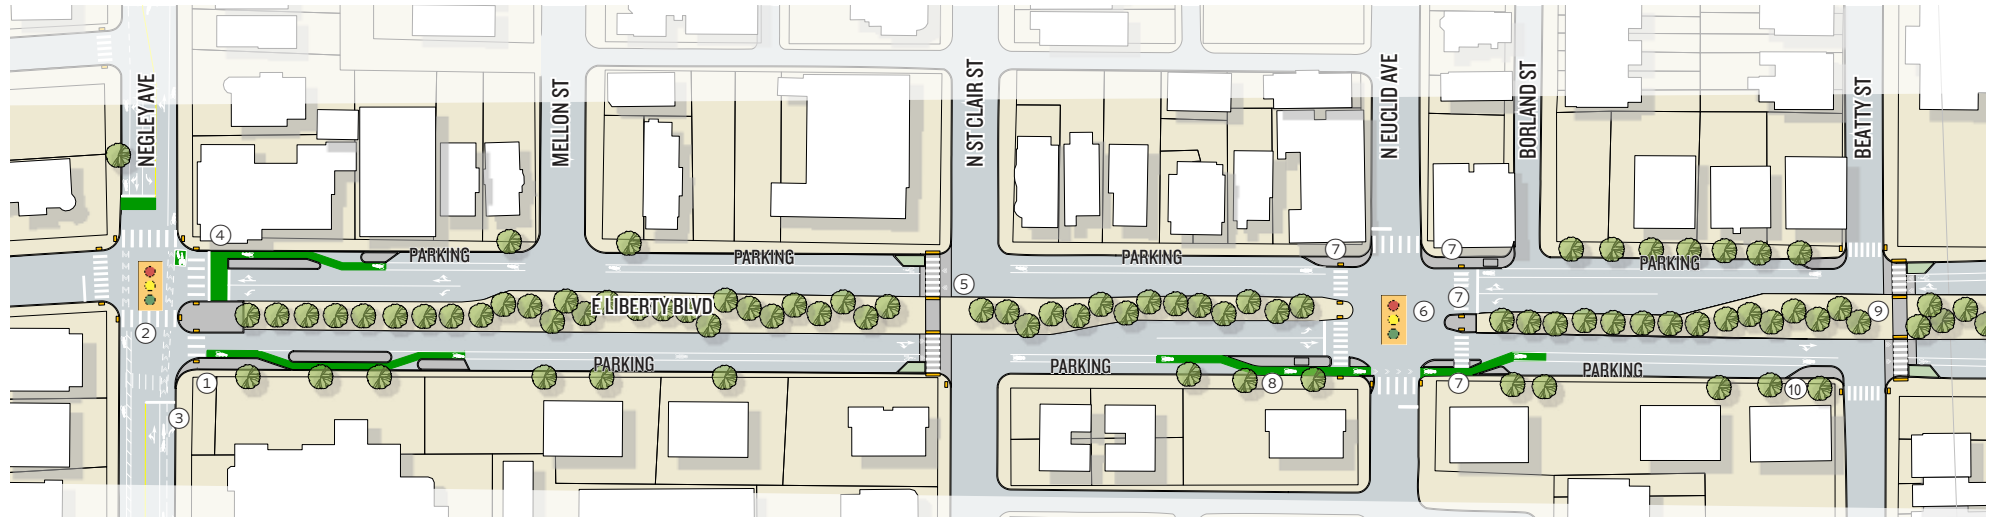 NEGLEY AVE
MELLON ST
N ST CLAIR ST
N EUCLID AVE
BORLAND ST
BEATTY ST
4
PARKING
PARKING
PARKING
7
7
PARKING
5
E LIBERTY BLVD
7
6
9
2
PARKING
PARKING
PARKING
1
8
7
10
3